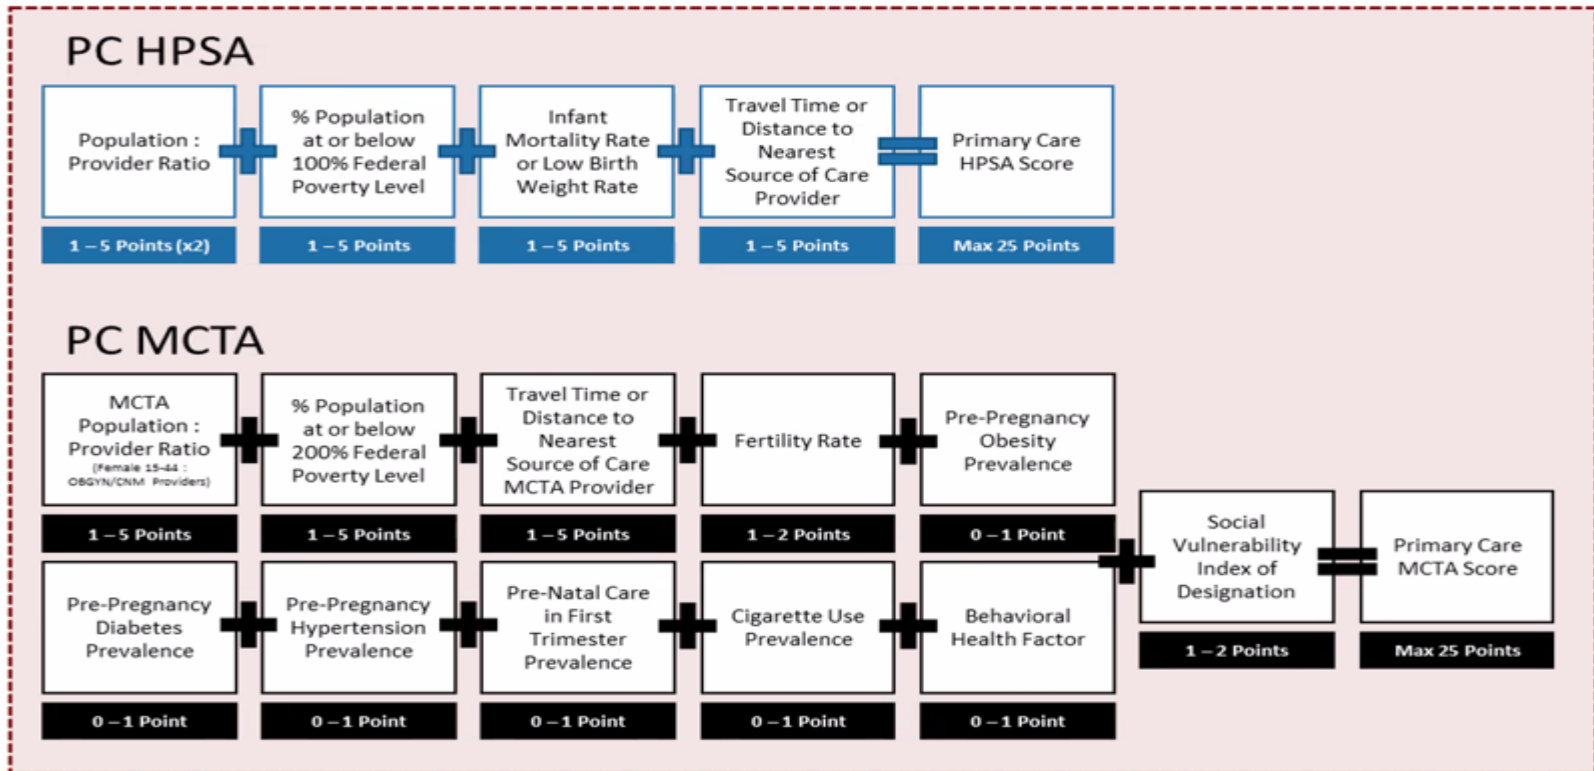 PC HPSA
Population :
Provider Ratio
1 – 5 Points (x2)
% Population
at or below
100% Federal
Poverty Level
1 – 5 Points
Infant
Mortality Rate
or Low Birth
Weight Rate
1 – 5 Points
Travel Time or
Distance to
Nearest
Source of Care
Provider
1 – 5 Points
Primary Care
HPSA Score
Max 25 Points
PC MCTA
MCTA
Population :
Provider Ratio
(Female 15-44 :
OBGYN/CNM Providers)
1 – 5 Points
% Population
at or below
200% Federal
Poverty Level
1 – 5 Points
Travel Time or
Distance to
Nearest
Source of Care
MCTA Provider
1 – 5 Points
Fertility Rate
1 – 2 Points
Pre-Pregnancy
Obesity
Prevalence
0 – 1 Point
Pre-Pregnancy
Diabetes
Prevalence
0 – 1 Point
Pre-Pregnancy
Hypertension
Prevalence
0 – 1 Point
Pre-Natal Care
in First
Trimester
Prevalence
0 – 1 Point
Cigarette Use
Prevalence
0 – 1 Point
Behavioral
Health Factor
0 – 1 Point
Social
Vulnerability
Index of
Designation
1 – 2 Points
Primary Care
MCTA Score
Max 25 Points